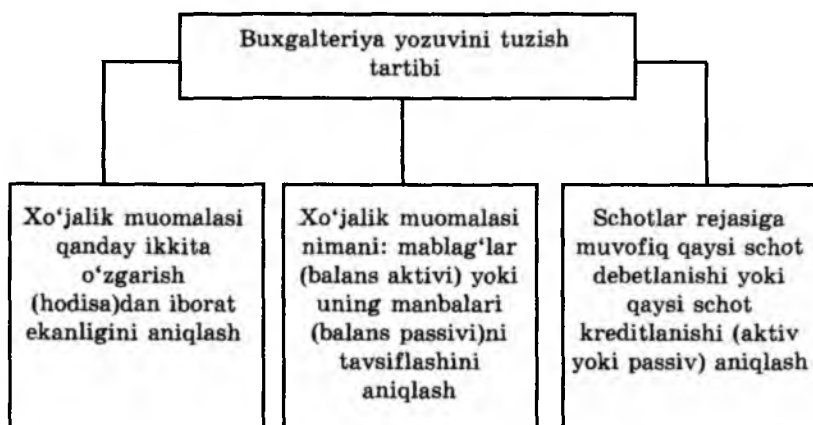 Buxgalteriya yozuvini tuzish
tartibi
Xo‘jalik muomalasi
qanday ikkita
o‘zgarish
(hodisa)dan iborat
ekanligini aniqlash
Xo‘jalik muomalasi
nimani: mablag‘lar
(balans aktivi) yoki
uning manbalari
(balans passivi)ni
tavsiflashini
aniqlash
Schotlar rejasiga
muvofiq qaysi schot
debetlanishi yoki
qaysi schot
kreditlanishi (aktiv
yoki passiv) aniqlash